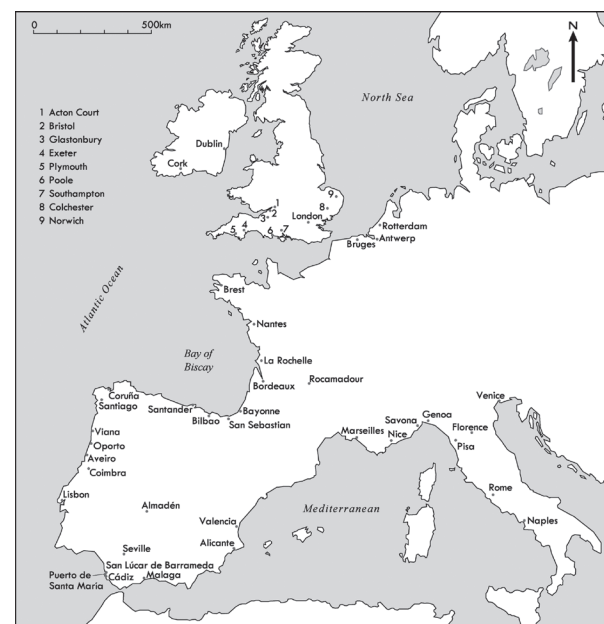 0 500km
N
North Sea
1 Acton Court
2 Bristol
3 Glastonbury
4 Exeter
5 Plymouth
6 Poole
7 Southampton
8 Colchester
9 Norwich
Dublin
Cork
9
8
1
2
3
London
5 4 6 7
Rotterdam
Antwerp
Bruges
Atlantic Ocean
Brest
Nantes
Bay of
Biscay
La Rochelle
Bordeaux
Rocamadour
Coruña
Santiago
Santander
Bilbao
Bayonne
San Sebastian
Venice
Genoa
Savona
Florence
Marseilles
Nice
Pisa
Viana
Oporto
Aveiro
Coimbra
Lisbon
Almadén
Mediterranean
Rome
Naples
Valencia
Alicante
Seville
San Lúcar de Barrameda
Puerto de
Santa María
Cádiz
Malaga